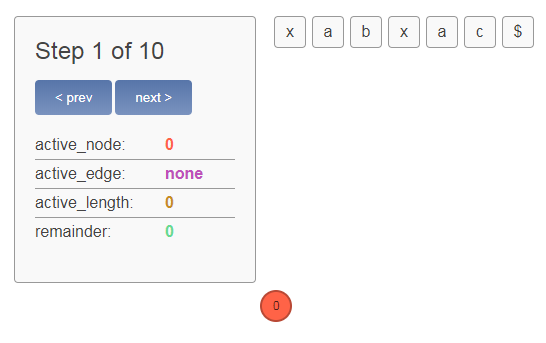 Step 1 of 10
x a b x a c $
< prev next >
active_node: 0
active_edge: none
active_length: 0
remainder: 0
0